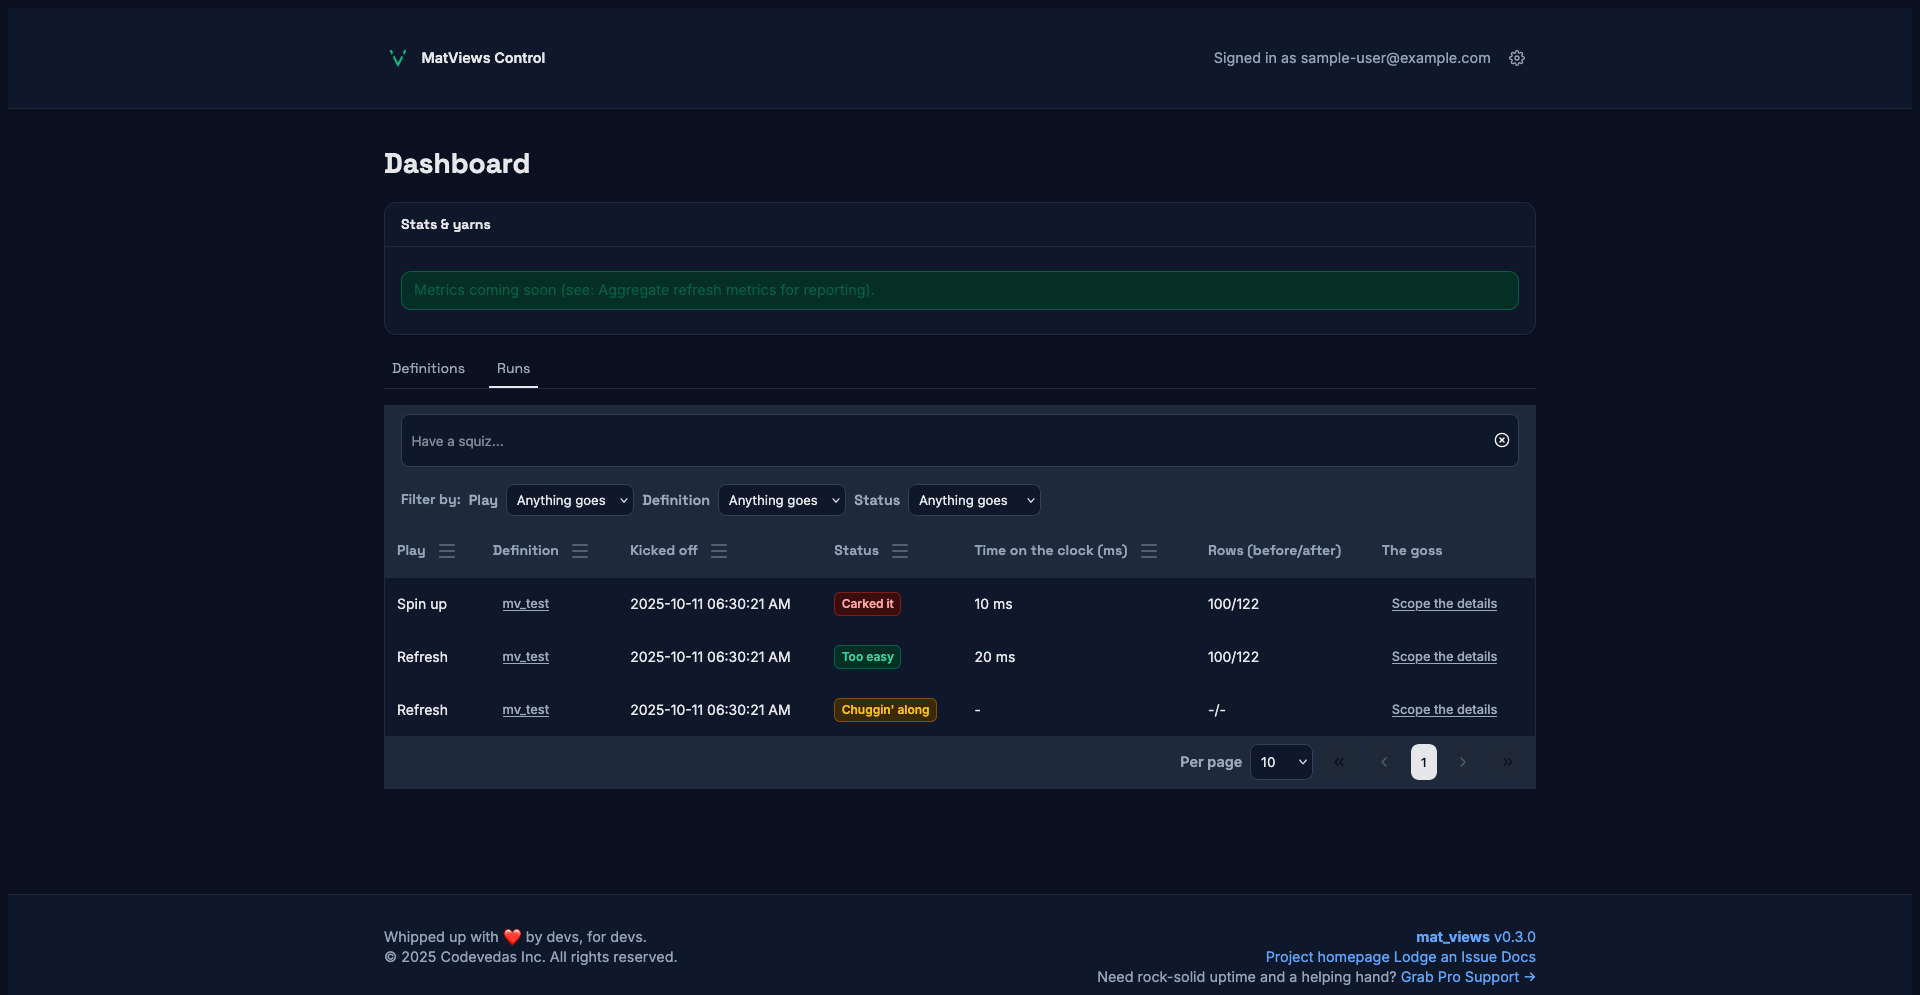 MatViews Control
Signed in as sample-user@example.com
Dashboard
Stats & yarns
Metrics coming soon (see: Aggregate refresh metrics for reporting).
Definitions Runs
Have a squiz...
Filter by: Play Anything goes Definition Anything goes Status Anything goes
Play Definition Kicked off Status Time on the clock (ms) Rows (before/after) The goss
Spin up mv_test 2025-10-11 06:30:21 AM Carked it 10 ms 100/122 Scope the details
Refresh mv_test 2025-10-11 06:30:21 AM Too easy 20 ms 100/122 Scope the details
Refresh mv_test 2025-10-11 06:30:21 AM Chuggin' along - -/- Scope the details
Per page 10 « ‹ 1 › »
Whipped up with ❤️ by devs, for devs.
© 2025 Codevedas Inc. All rights reserved.
mat_views v0.3.0
Project homepage Lodge an Issue Docs
Need rock-solid uptime and a helping hand? Grab Pro Support →